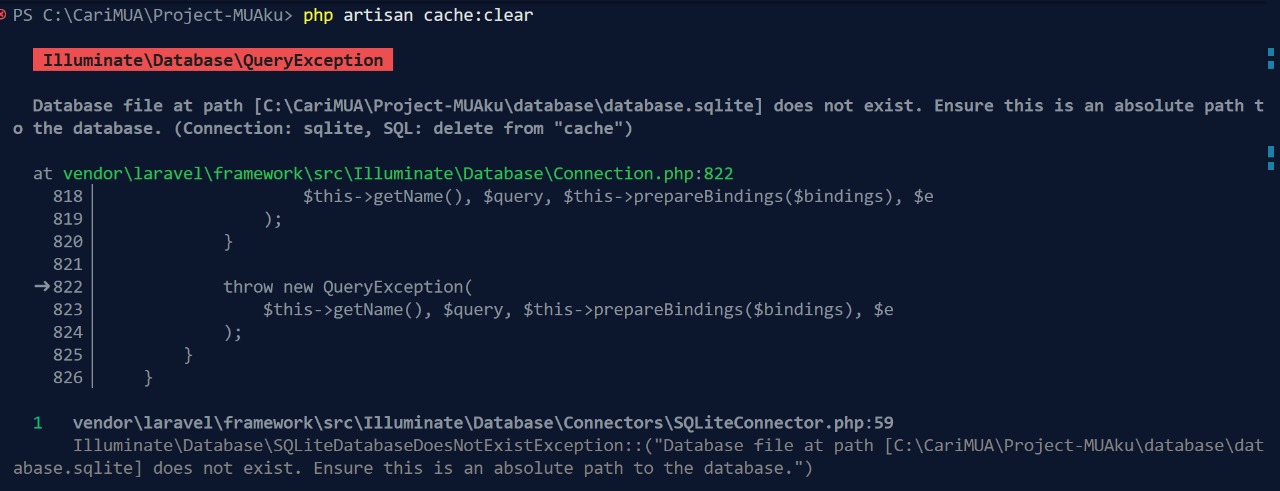 PS C:\CariMUA\Project-MUAku> php artisan cache:clear
Illuminate\Database\QueryException
Database file at path [C:\CariMUA\Project-MUAku\database\database.sqlite] does not exist. Ensure this is an absolute path t
o the database. (Connection: sqlite, SQL: delete from "cache")
at vendor\laravel\framework\src\Illuminate\Database\Connection.php:822
818 $this->getName(), $query, $this->prepareBindings($bindings), $e
819 );
820 }
821
➜822 throw new QueryException(
823 $this->getName(), $query, $this->prepareBindings($bindings), $e
824 );
825 }
826 }
1 vendor\laravel\framework\src\Illuminate\Database\Connectors\SQLiteConnector.php:59
Illuminate\Database\SQLiteDatabaseDoesNotExistException::("Database file at path [C:\CariMUA\Project-MUAku\database\dat
abase.sqlite] does not exist. Ensure this is an absolute path to the database.")